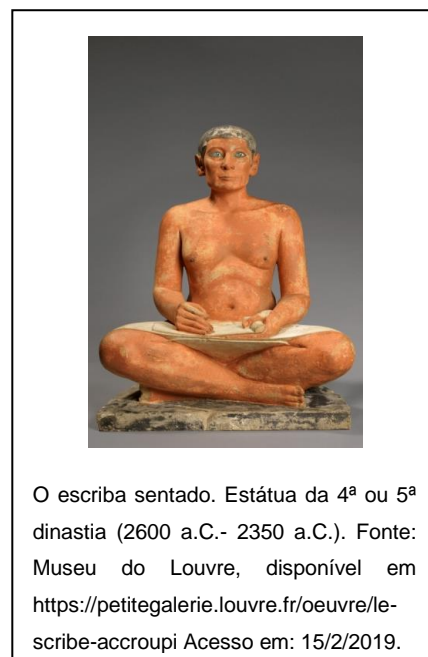 O escriba sentado. Estátua da 4ª ou 5ª
dinastia (2600 a.C.- 2350 a.C.). Fonte:
Museu do Louvre, disponível em
https://petitegalerie.louvre.fr/oeuvre/le-
scribe-accroupi Acesso em: 15/2/2019.